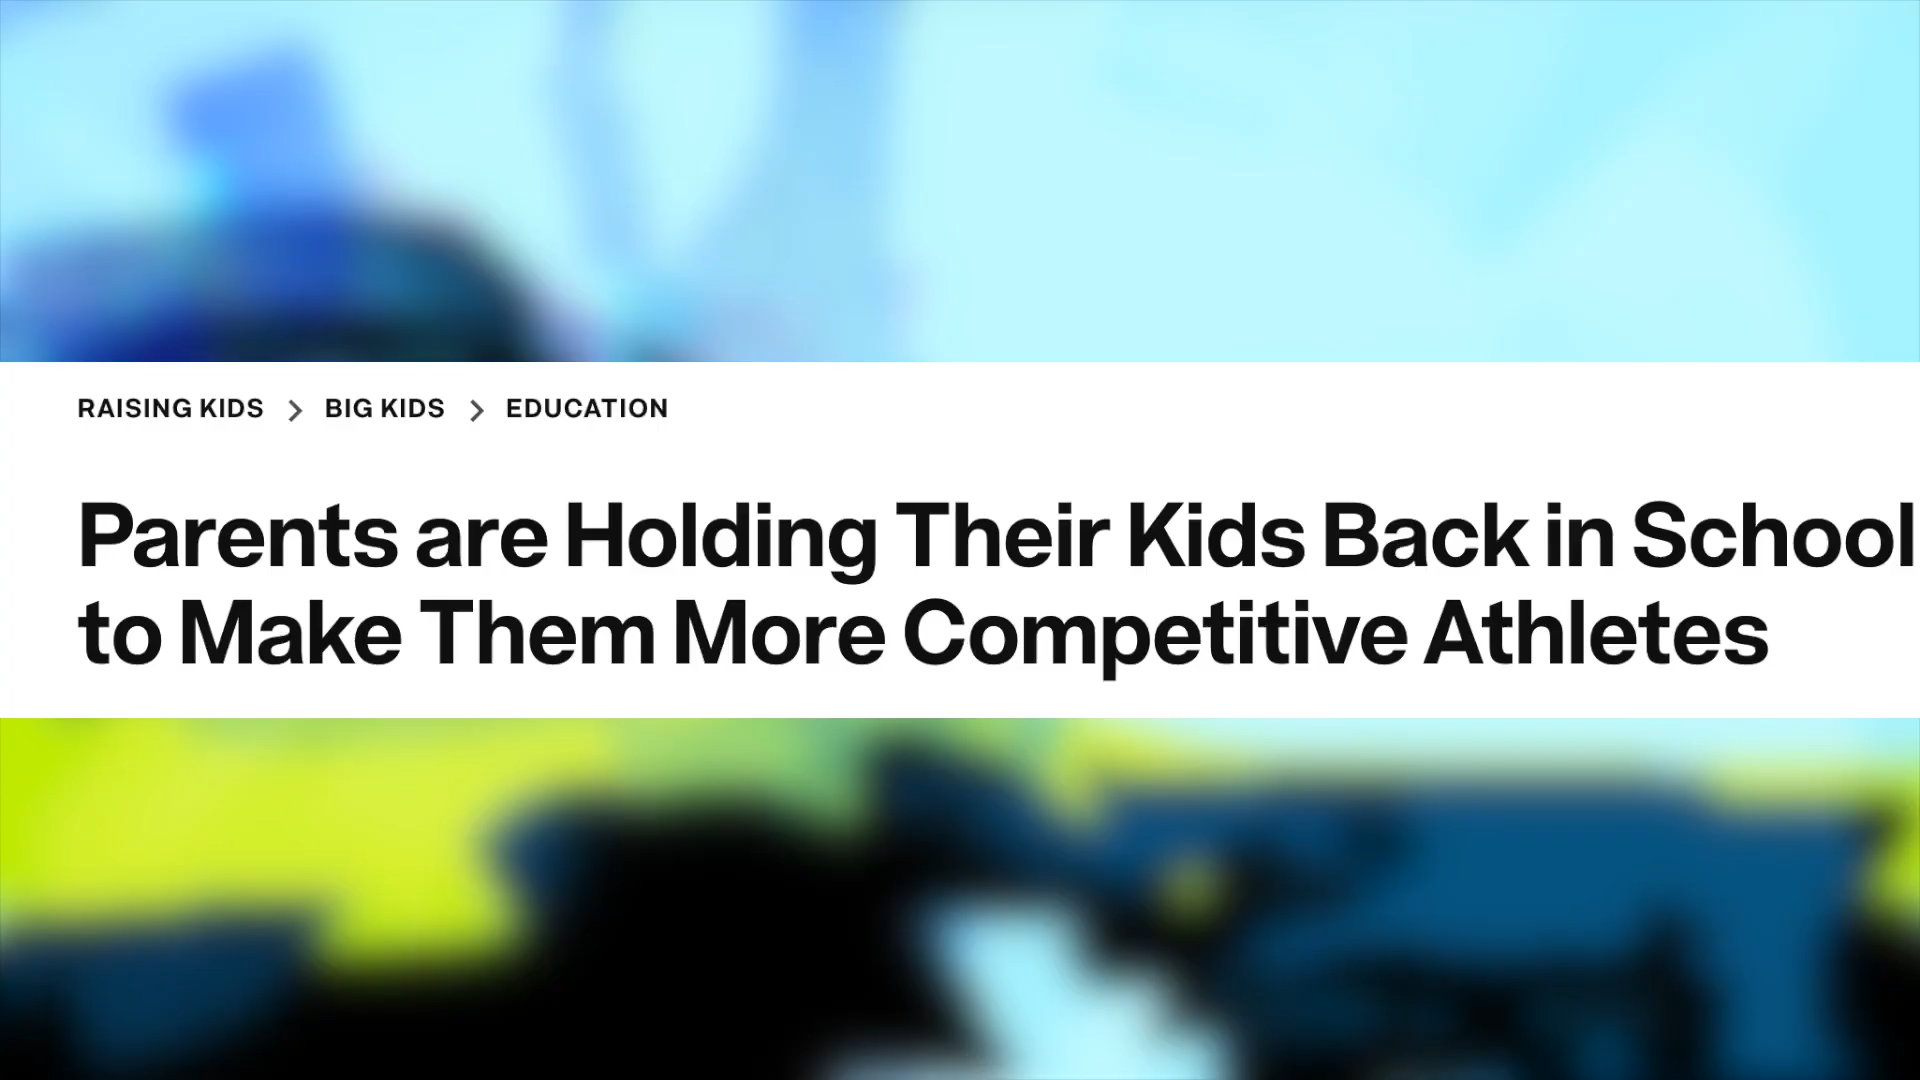 RAISING KIDS > BIG KIDS > EDUCATION
Parents are Holding Their Kids Back in School
to Make Them More Competitive Athletes